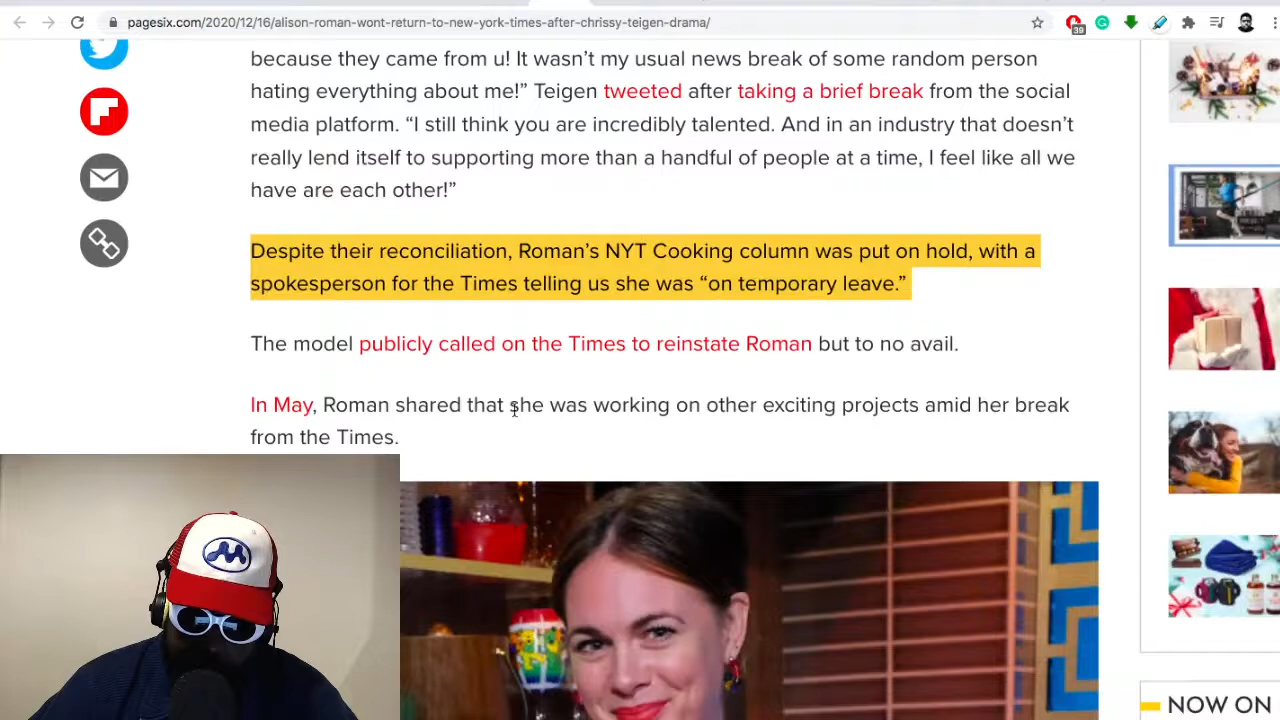 pagesix.com/2020/12/16/alison-roman-wont-return-to-new-york-times-after-chrissy-teigen-drama/
39
because they came from u! It wasn’t my usual news break of some random person
hating everything about me!” Teigen tweeted after taking a brief break from the social
media platform. “I still think you are incredibly talented. And in an industry that doesn’t
really lend itself to supporting more than a handful of people at a time, I feel like all we
have are each other!”
Despite their reconciliation, Roman’s NYT Cooking column was put on hold, with a
spokesperson for the Times telling us she was “on temporary leave.”
The model publicly called on the Times to reinstate Roman but to no avail.
In May, Roman shared that she was working on other exciting projects amid her break
from the Times.
NOW ON